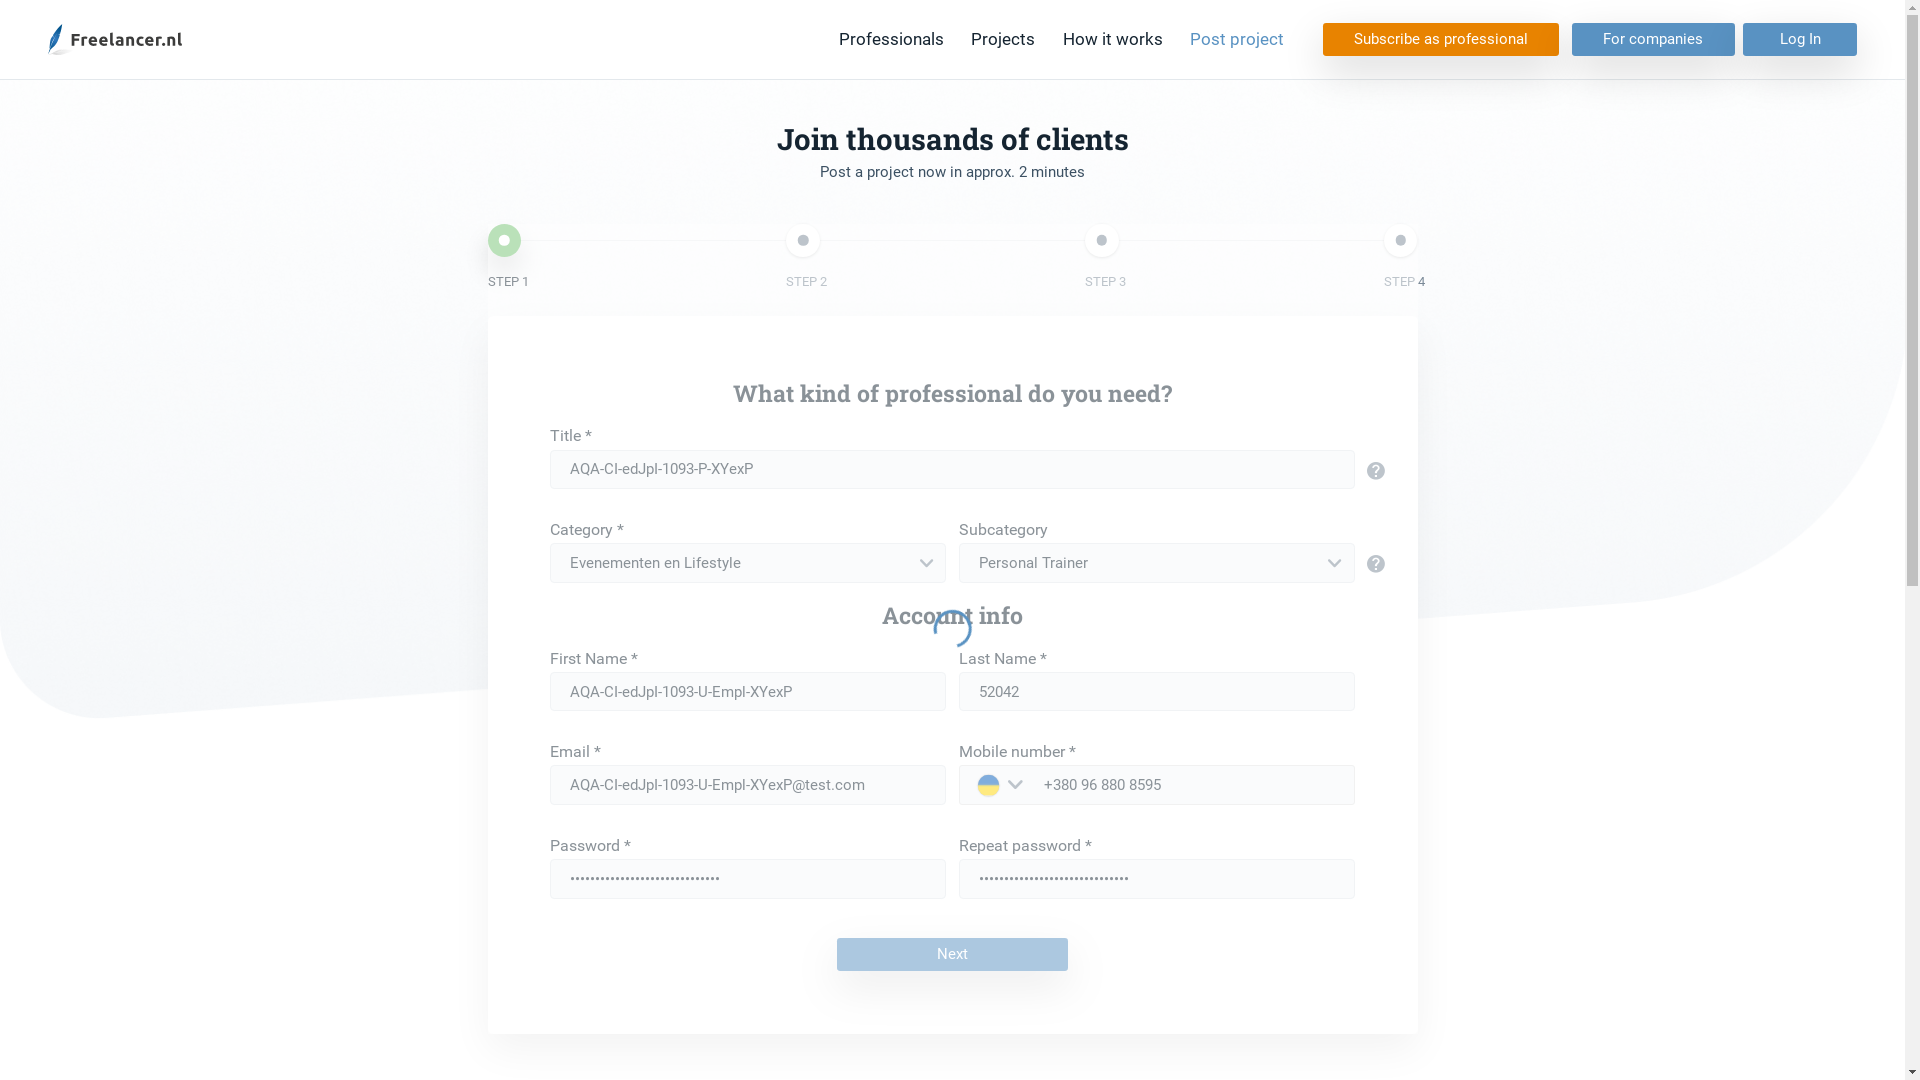 Freelancer.nl
Professionals Projects How it works Post project Subscribe as professional For companies Log In
Join thousands of clients
Post a project now in approx. 2 minutes
STEP 1 STEP 2 STEP 3 STEP 4
What kind of professional do you need?
Title *
AQA-CI-edJpI-1093-P-XYexP
Category * Subcategory
Evenementen en Lifestyle Personal Trainer
Account info
First Name * Last Name *
AQA-CI-edJpI-1093-U-Empl-XYexP 52042
Email * Mobile number *
AQA-CI-edJpI-1093-U-Empl-XYexP@test.com +380 96 880 8595
Password * Repeat password *
•••••••••••••••••••••••••••••• ••••••••••••••••••••••••••••••
Next